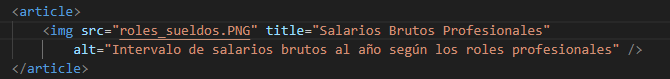 <article>
<img src="roles_sueldos.PNG" title="Salarios Brutos Profesionales"
alt="Intervalo de salarios brutos al año según los roles profesionales" />
</article>